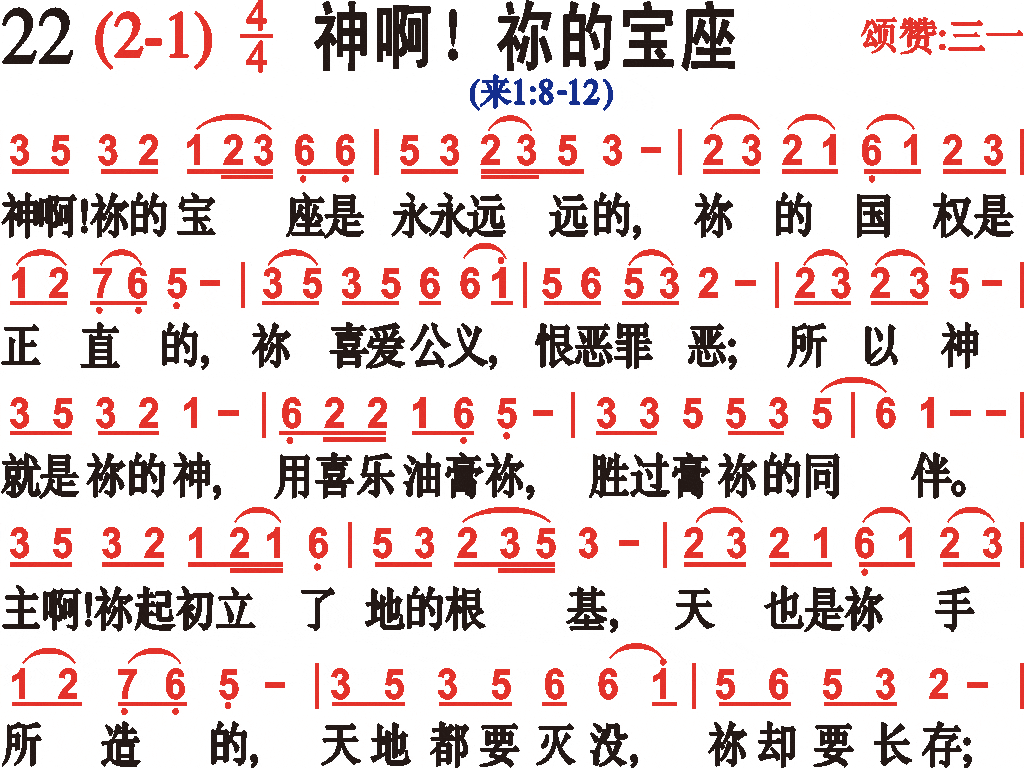 22 (2-1) 4/4 神啊！祢的宝座 颂赞:三一
(来1:8-12)
3 5 3 2 1 2 3 6 6 | 5 3 2 3 5 3 – | 2 3 2 1 6 1 2 3 |
神啊!祢的宝 座是 永永远 远的, 祢 的 国 权是
1 2 7 6 5 – | 3 5 3 5 6 6 1 | 5 6 5 3 2 – | 2 3 2 3 5 – |
正 直 的, 祢 喜爱公义, 恨恶罪 恶; 所 以 神
3 5 3 2 1 – | 6 2 2 1 6 5 – | 3 3 5 5 3 5 | 6 1 – – |
就是祢的神, 用喜乐油膏祢, 胜过膏祢的同 伴。
3 5 3 2 1 2 1 6 | 5 3 2 3 5 3 – | 2 3 2 1 6 1 2 3 |
主啊!祢起初立 了 地的根 基, 天 也是祢 手
1 2 7 6 5 – | 3 5 3 5 6 6 1 | 5 6 5 3 2 – |
所 造 的, 天地都要灭没, 祢却要长存;